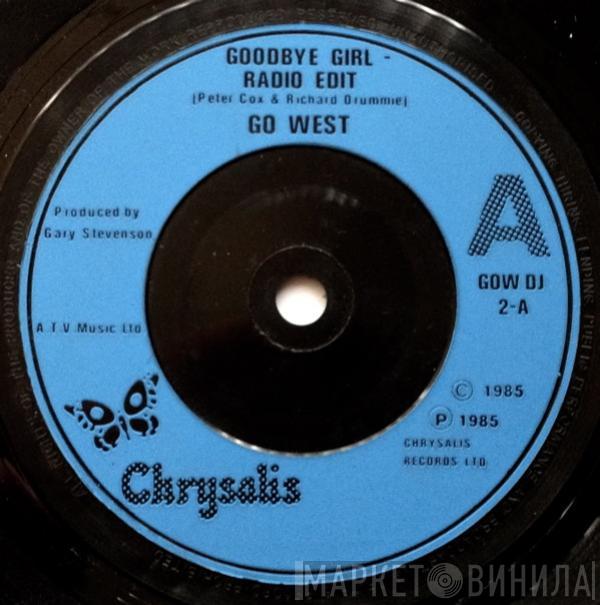 GOODBYE GIRL -
RADIO EDIT
(Peter Cox & Richard Drummie)
GO WEST
Produced by
Gary Stevenson
A
GOW DJ
2-A
A.T.V Music Ltd
© 1985
℗ 1985
CHRYSALIS
RECORDS LTD
Chrysalis
МАРКЕТ ВИНИЛА